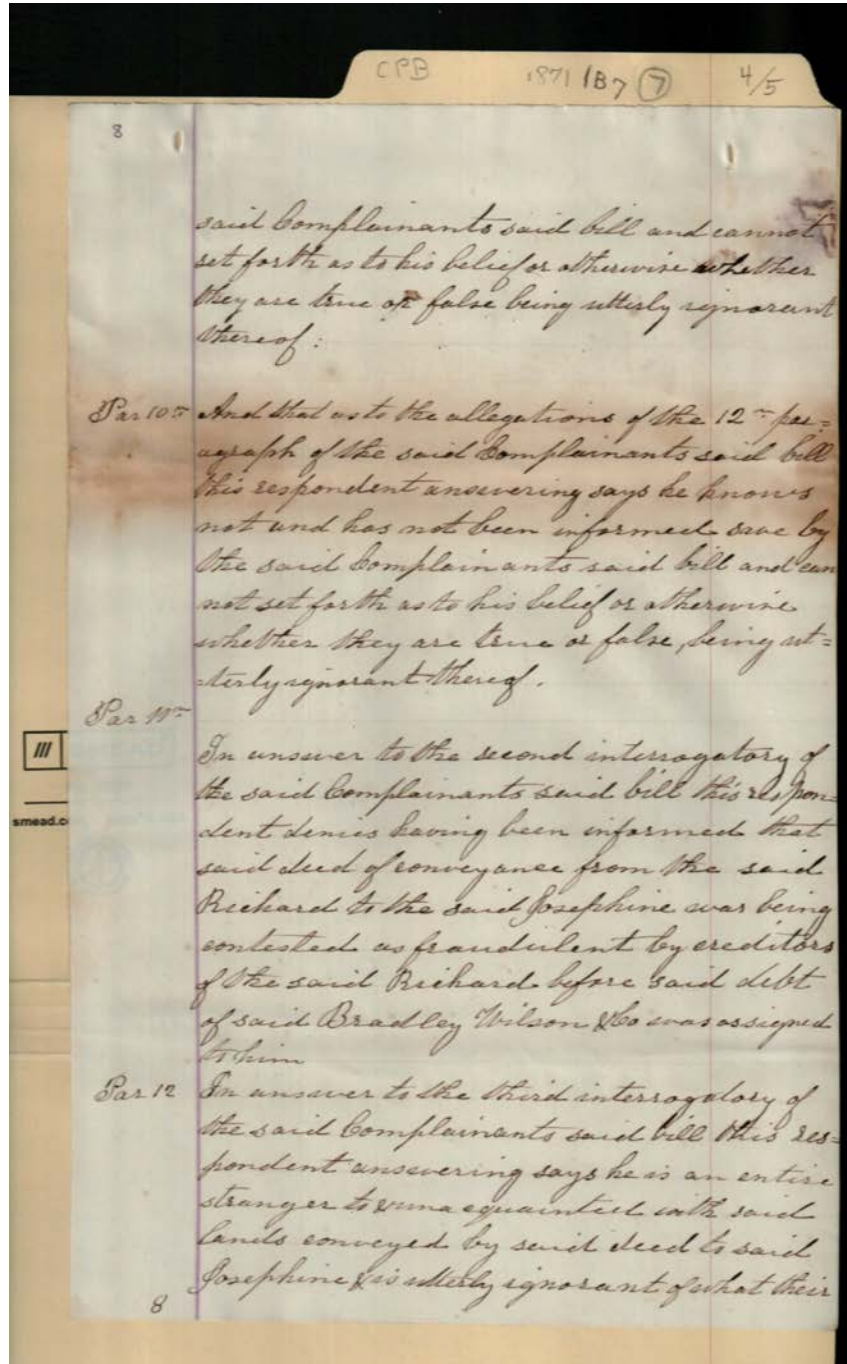 CPB 1871 1B7 7 4/5
8
said Complainants said bill and cannot
set forth as to his belief or otherwise whether
they are true or false being utterly ignorant
thereof:
Par 10th And that as to the allegations of the 12th par=
agraph of the said Complainants said bill
this respondent answering says he knows
not and has not been informed save by
the said Complainants said bill and can
not set forth as to his belief or otherwise
whether they are true or false, being ut=
=terly ignorant thereof.
Par 11th
In answer to the second interrogatory of
the said Complainants said bill this respon=
dent denies having been informed that
said deed of conveyance from the said
Richard to the said Josephine was being
contested as fraudulent by creditors
of the said Richard before said debt
of said Bradley Wilson & Co was assigned
to him
Par 12 In answer to the third interrogatory of
the said Complainants said bill this res=
pondent answering says he is an entire
stranger to & unacquainted with said
lands conveyed by said deed to said
Josephine & is utterly ignorant of what their
8
smead.co